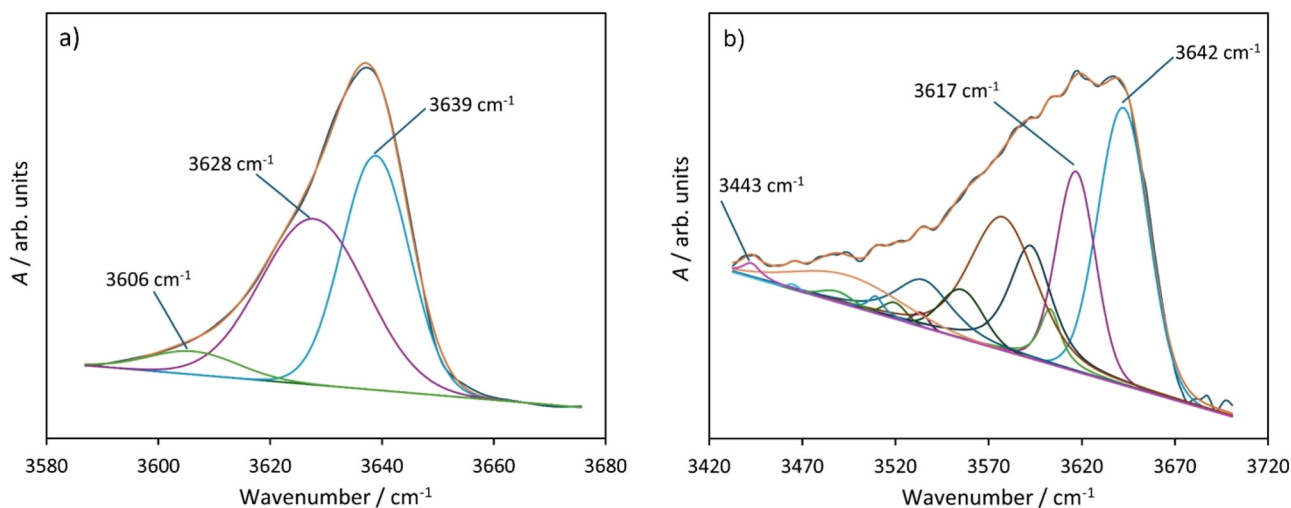 a)
3639 cm⁻¹
3628 cm⁻¹
3606 cm⁻¹
A / arb. units
3580 3600 3620 3640 3660 3680
Wavenumber / cm⁻¹
b)
3642 cm⁻¹
3617 cm⁻¹
3443 cm⁻¹
A / arb. units
3420 3470 3520 3570 3620 3670 3720
Wavenumber / cm⁻¹